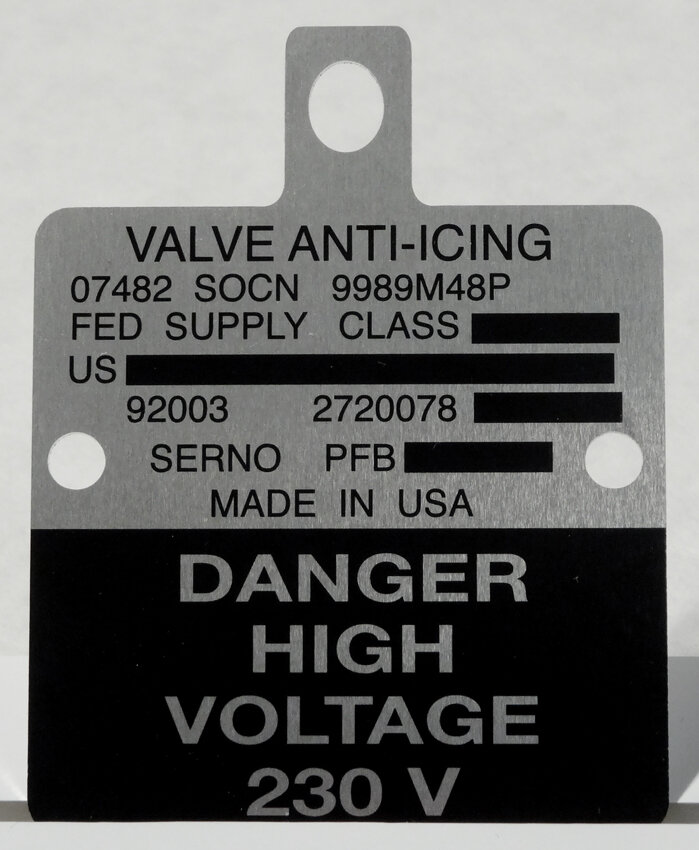 VALVE ANTI-ICING
07482 SOCN 9989M48P
FED SUPPLY CLASS
US
92003 2720078
SERNO PFB
MADE IN USA
DANGER
HIGH
VOLTAGE
230 V